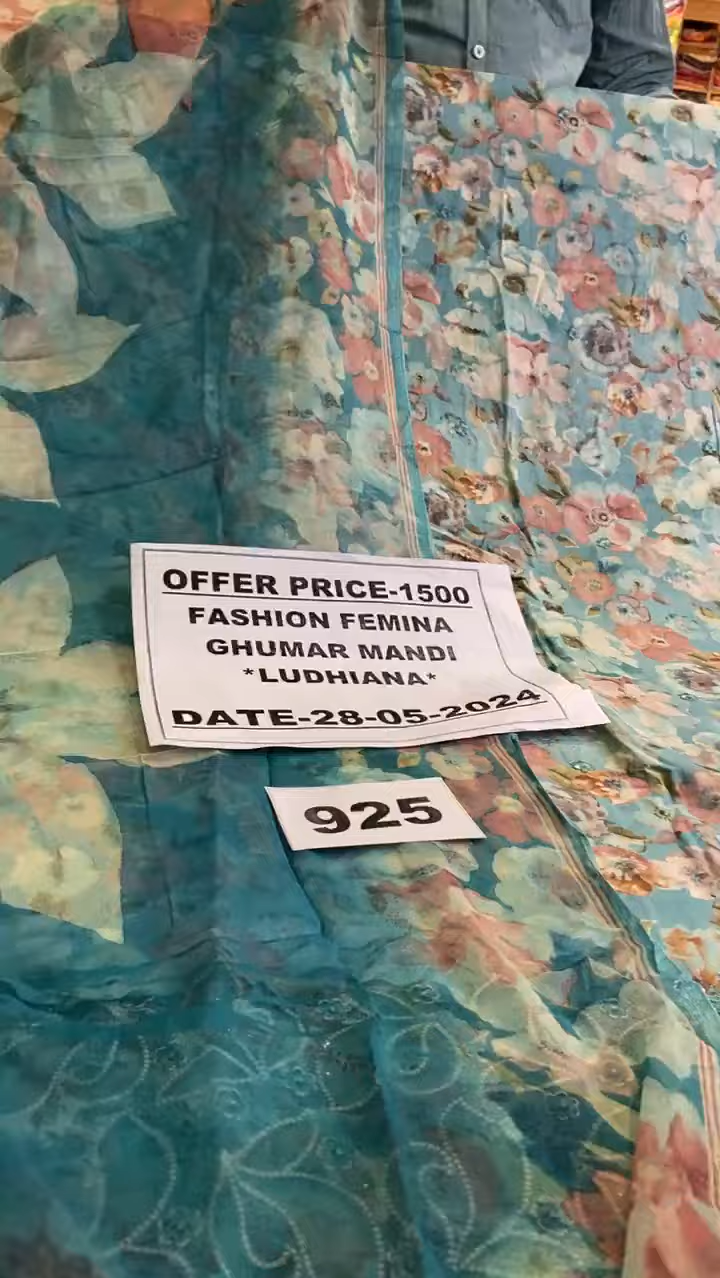 OFFER PRICE-1500
FASHION FEMINA
GHUMAR MANDI
*LUDHIANA*
DATE-28-05-2024
925